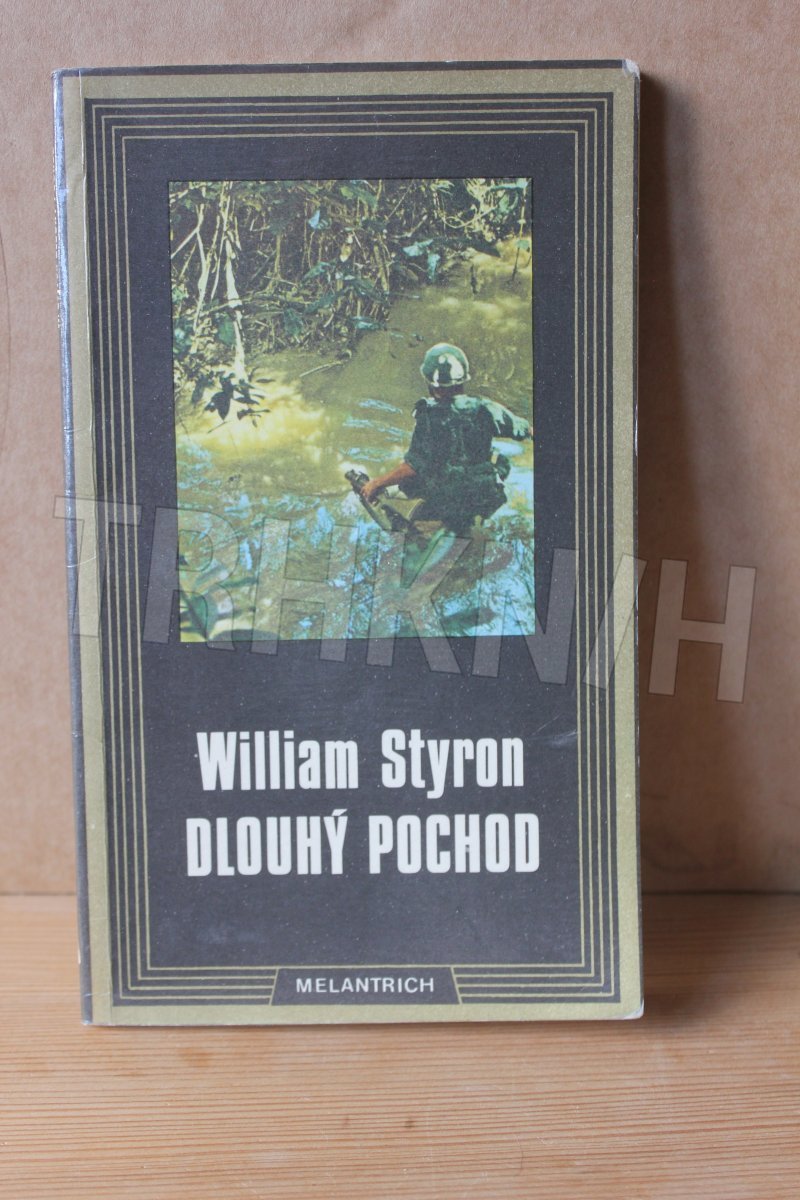 TRHKNIH
William Styron
DLOUHÝ POCHOD
MELANTRICH